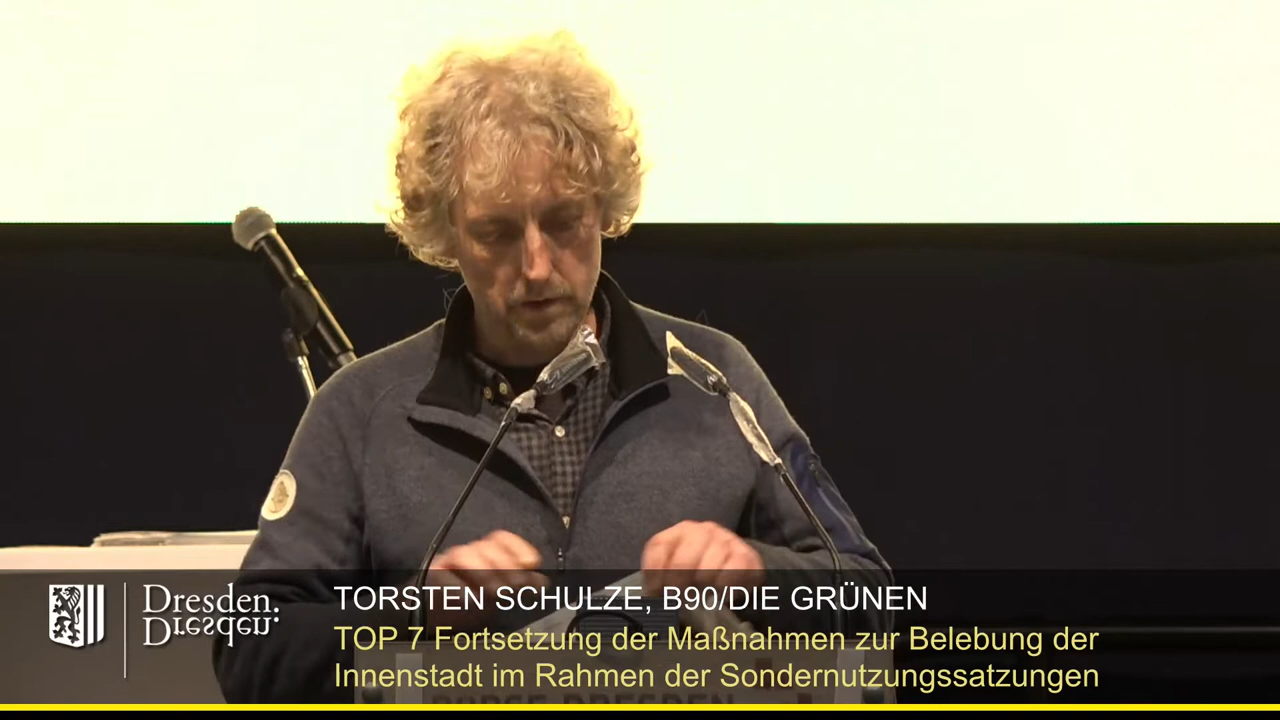 Dresden.
Dresden.
TORSTEN SCHULZE, B90/DIE GRÜNEN
TOP 7 Fortsetzung der Maßnahmen zur Belebung der
Innenstadt im Rahmen der Sondernutzungssatzungen